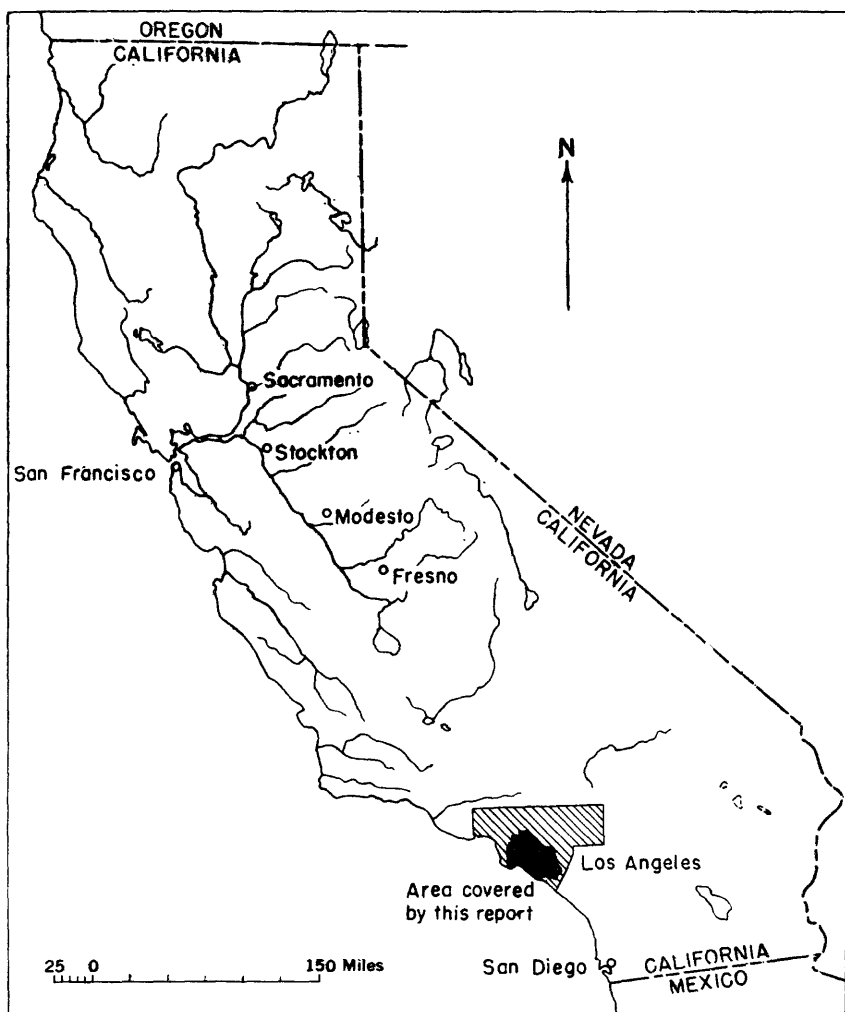 OREGON
CALIFORNIA
N
Sacramento
Stockton
San Francisco
Modesto
Fresno
NEVADA
CALIFORNIA
Los Angeles
Area covered
by this report
25 0 150 Miles
San Diego
CALIFORNIA
MEXICO